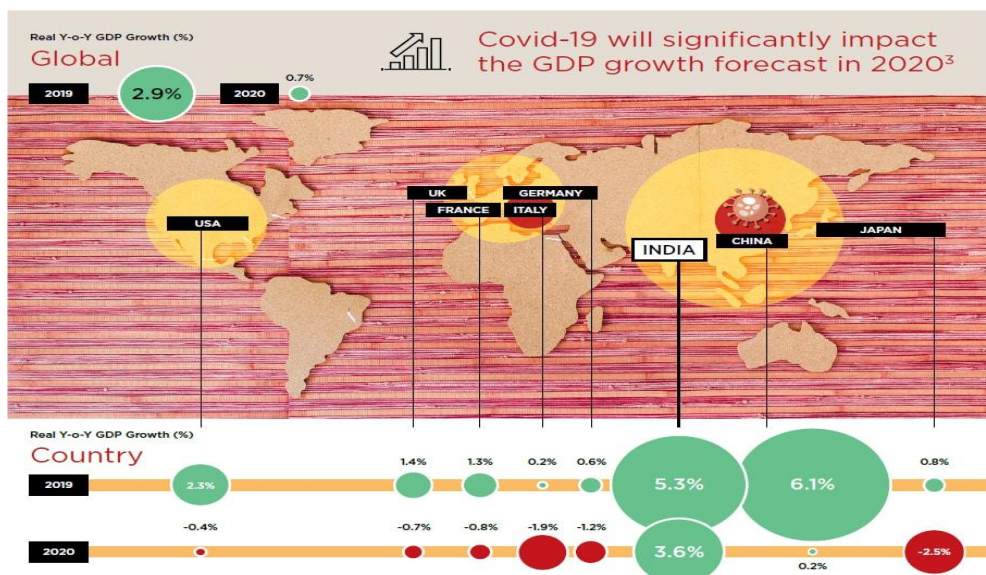 Real Y-o-Y GDP Growth (%)
Global
2019
2.9%
2020
0.7%
Covid-19 will significantly impact
the GDP growth forecast in 2020³
USA
UK
GERMANY
FRANCE
ITALY
INDIA
CHINA
JAPAN
Real Y-o-Y GDP Growth (%)
Country
2019
2.3%
1.4%
1.3%
0.2%
0.6%
5.3%
6.1%
0.8%
2020
-0.4%
-0.7%
-0.8%
-1.9%
-1.2%
3.6%
0.2%
-2.5%